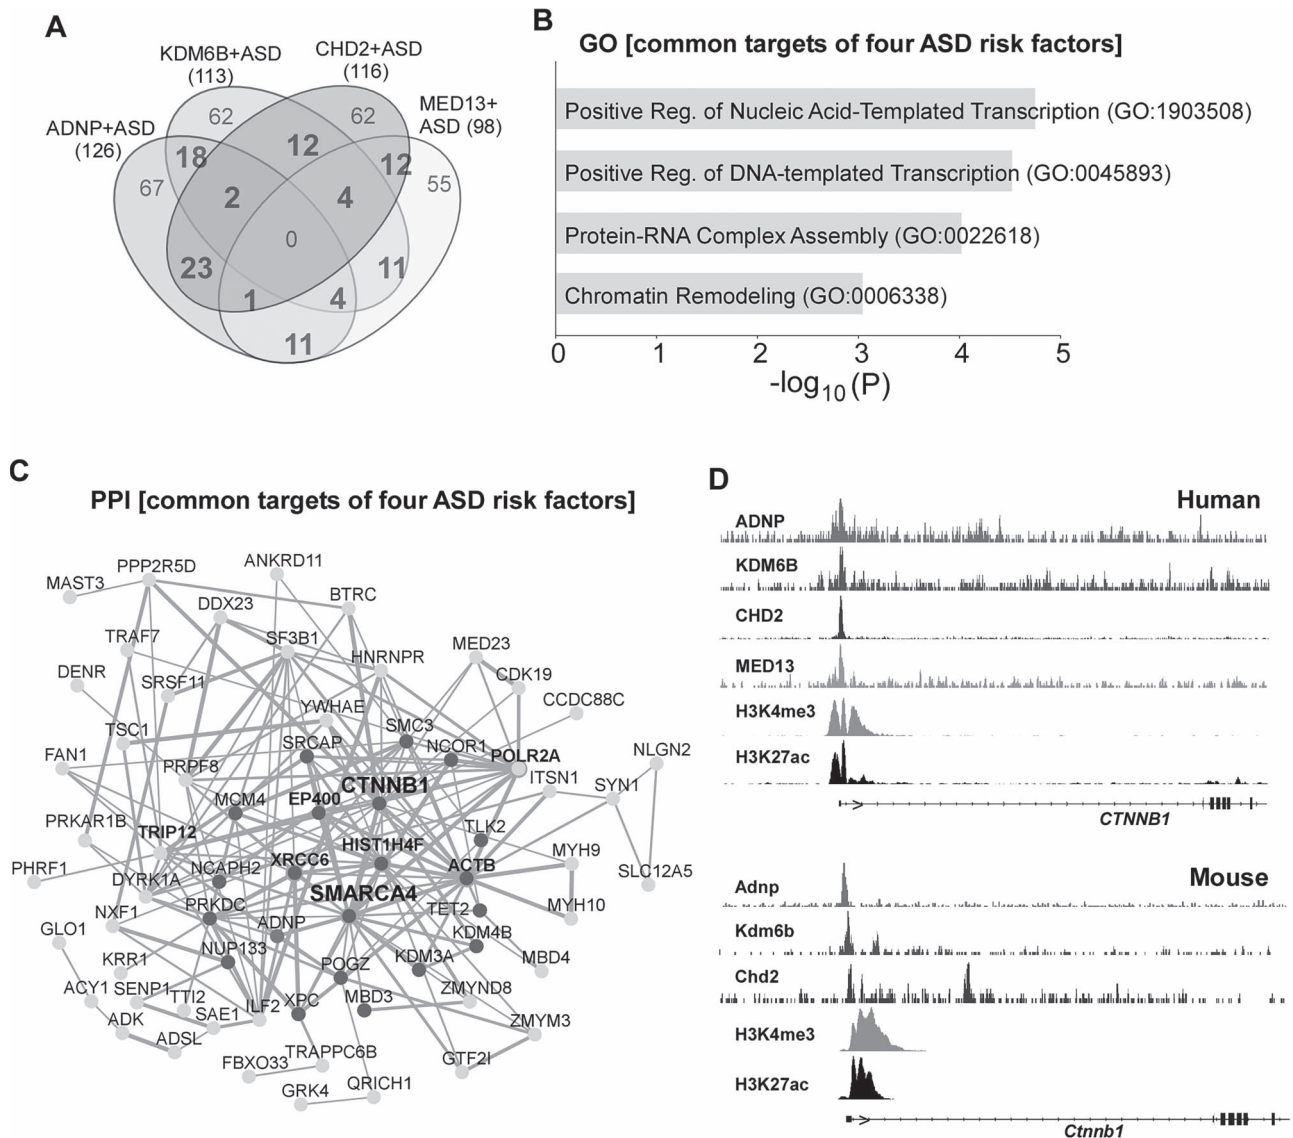 A
KDM6B+ASD
(113)
CHD2+ASD
(116)
ADNP+ASD
(126)
MED13+
ASD (98)
62
62
18
12
12
67
2
4
55
0
23
11
1
4
11
B
GO [common targets of four ASD risk factors]
Positive Reg. of Nucleic Acid-Templated Transcription (GO:1903508)
Positive Reg. of DNA-templated Transcription (GO:0045893)
Protein-RNA Complex Assembly (GO:0022618)
Chromatin Remodeling (GO:0006338)
0 1 2 3 4 5
-log10 (P)
C
PPI [common targets of four ASD risk factors]
ANKRD11
PPP2R5D
MAST3
BTRC
DDX23
TRAF7
SF3B1
MED23
HNRNPR
DENR
SRSF11
CDK19
CCDC88C
YWHAE
TSC1
SMC3
SRCAP
NCOR1
POLR2A
NLGN2
FAN1
PRPF8
ITSN1
SYN1
CTNNB1
MCM4
EP400
PRKAR1B
TRIP12
TLK2
HIST1H4F
MYH9
XRCC6
ACTB
PHRF1
NCAPH2
SLC12A5
DYRK1A
SMARCA4
PRKDC
TET2
MYH10
NXF1
ADNP
GLO1
KDM4B
NUP133
KRR1
POGZ
KDM3A
MBD4
ACY1
SENP1
TTI2
ILF2
XPC
MBD3
ZMYND8
SAE1
ADK
ZMYM3
ADSL
TRAPPC6B
FBXO33
GTF2I
GRK4
QRICH1
D
Human
ADNP
KDM6B
CHD2
MED13
H3K4me3
H3K27ac
CTNNB1
Mouse
Adnp
Kdm6b
Chd2
H3K4me3
H3K27ac
Ctnnb1